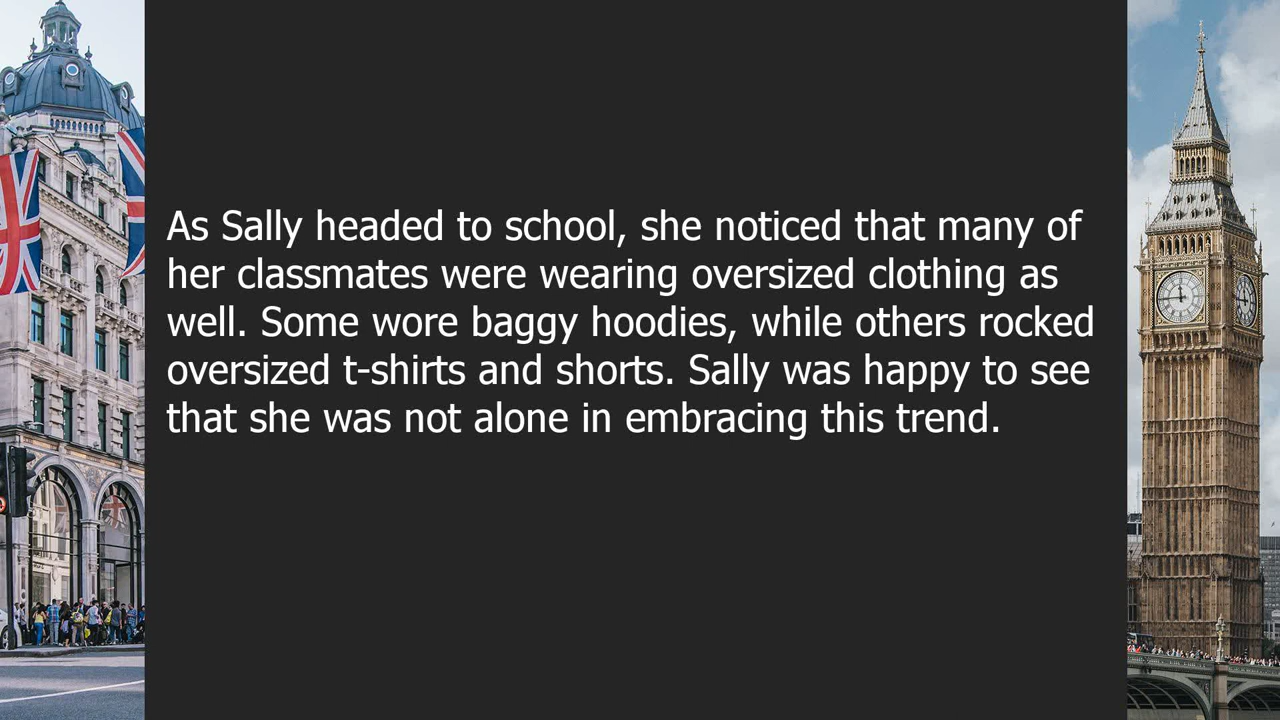 As Sally headed to school, she noticed that many of
her classmates were wearing oversized clothing as
well. Some wore baggy hoodies, while others rocked
oversized t-shirts and shorts. Sally was happy to see
that she was not alone in embracing this trend.